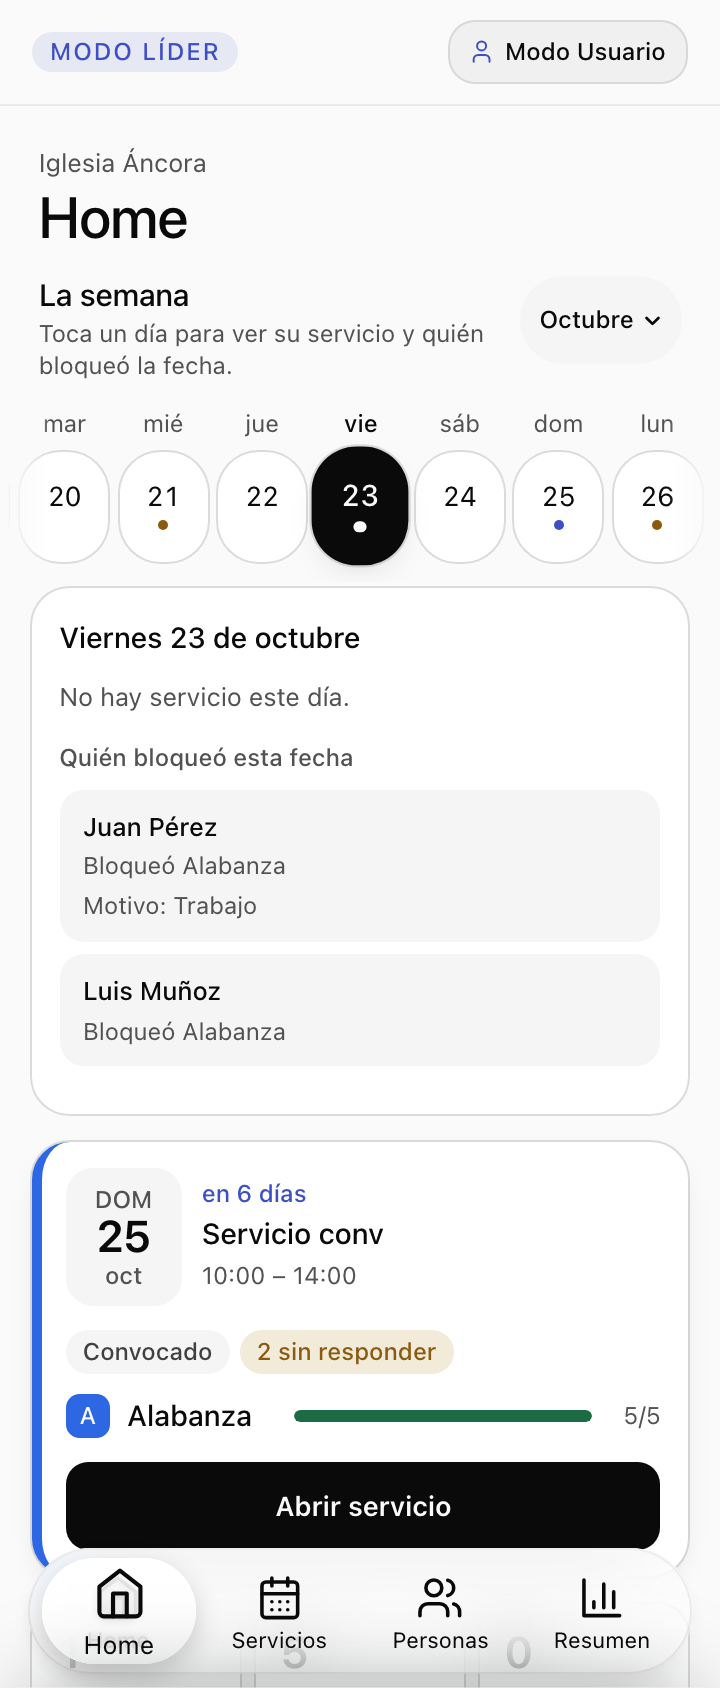 MODO LÍDER
Modo Usuario
Iglesia Áncora
Home
La semana
Toca un día para ver su servicio y quién
bloqueó la fecha.
Octubre
mar mié jue vie sáb dom lun
20 21 22 23 24 25 26
Viernes 23 de octubre
No hay servicio este día.
Quién bloqueó esta fecha
Juan Pérez
Bloqueó Alabanza
Motivo: Trabajo
Luis Muñoz
Bloqueó Alabanza
DOM
25
oct
en 6 días
Servicio conv
10:00 – 14:00
Convocado
2 sin responder
A Alabanza 5/5
Abrir servicio
Home Servicios Personas Resumen
5 0